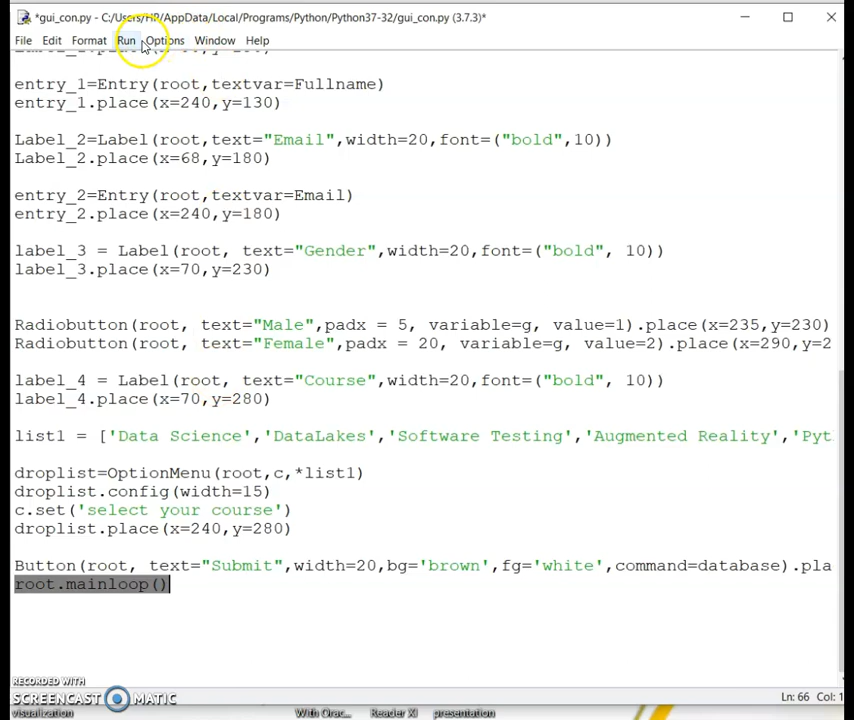 *gui_con.py - C:/Users/HP/AppData/Local/Programs/Python/Python37-32/gui_con.py (3.7.3)*
File Edit Format Run Options Window Help
entry_1=Entry(root,textvar=Fullname)
entry_1.place(x=240,y=130)
Label_2=Label(root,text="Email",width=20,font=("bold",10))
Label_2.place(x=68,y=180)
entry_2=Entry(root,textvar=Email)
entry_2.place(x=240,y=180)
label_3 = Label(root, text="Gender",width=20,font=("bold", 10))
label_3.place(x=70,y=230)
Radiobutton(root, text="Male",padx = 5, variable=g, value=1).place(x=235,y=230)
Radiobutton(root, text="Female",padx = 20, variable=g, value=2).place(x=290,y=2
label_4 = Label(root, text="Course",width=20,font=("bold", 10))
label_4.place(x=70,y=280)
list1 = ['Data Science','DataLakes','Software Testing','Augmented Reality','Pyt
droplist=OptionMenu(root,c,*list1)
droplist.config(width=15)
c.set('select your course')
droplist.place(x=240,y=280)
Button(root, text="Submit",width=20,bg='brown',fg='white',command=database).pla
root.mainloop()
RECORDED WITH
SCREENCAST MATIC
Ln: 66 Col: 1
visualization With Orac... Reader XI presentation